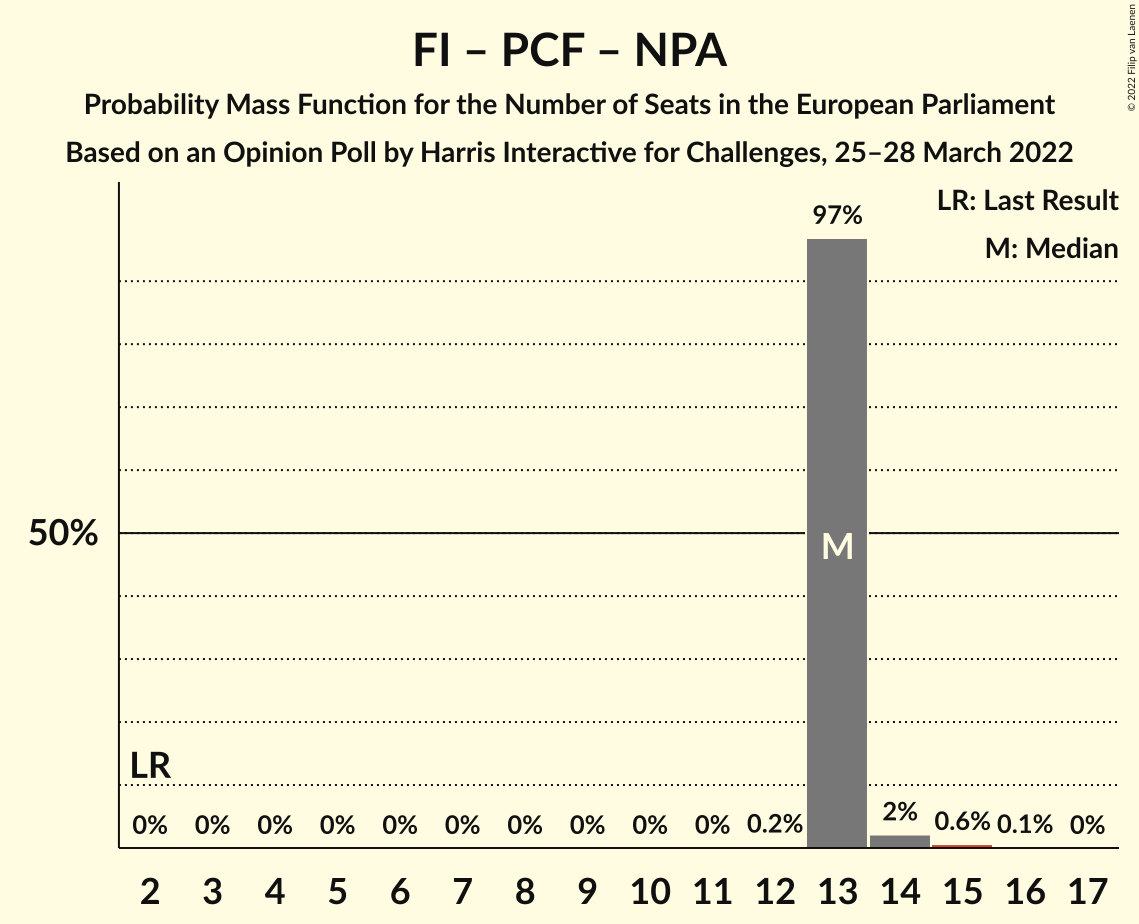 FI – PCF – NPA
Probability Mass Function for the Number of Seats in the European Parliament
Based on an Opinion Poll by Harris Interactive for Challenges, 25–28 March 2022
© 2022 Filip van Laenen
LR: Last Result
M: Median
97%
50%
M
LR
0% 0% 0% 0% 0% 0% 0% 0% 0% 0% 0.2% 2% 0.6% 0.1% 0%
2 3 4 5 6 7 8 9 10 11 12 13 14 15 16 17